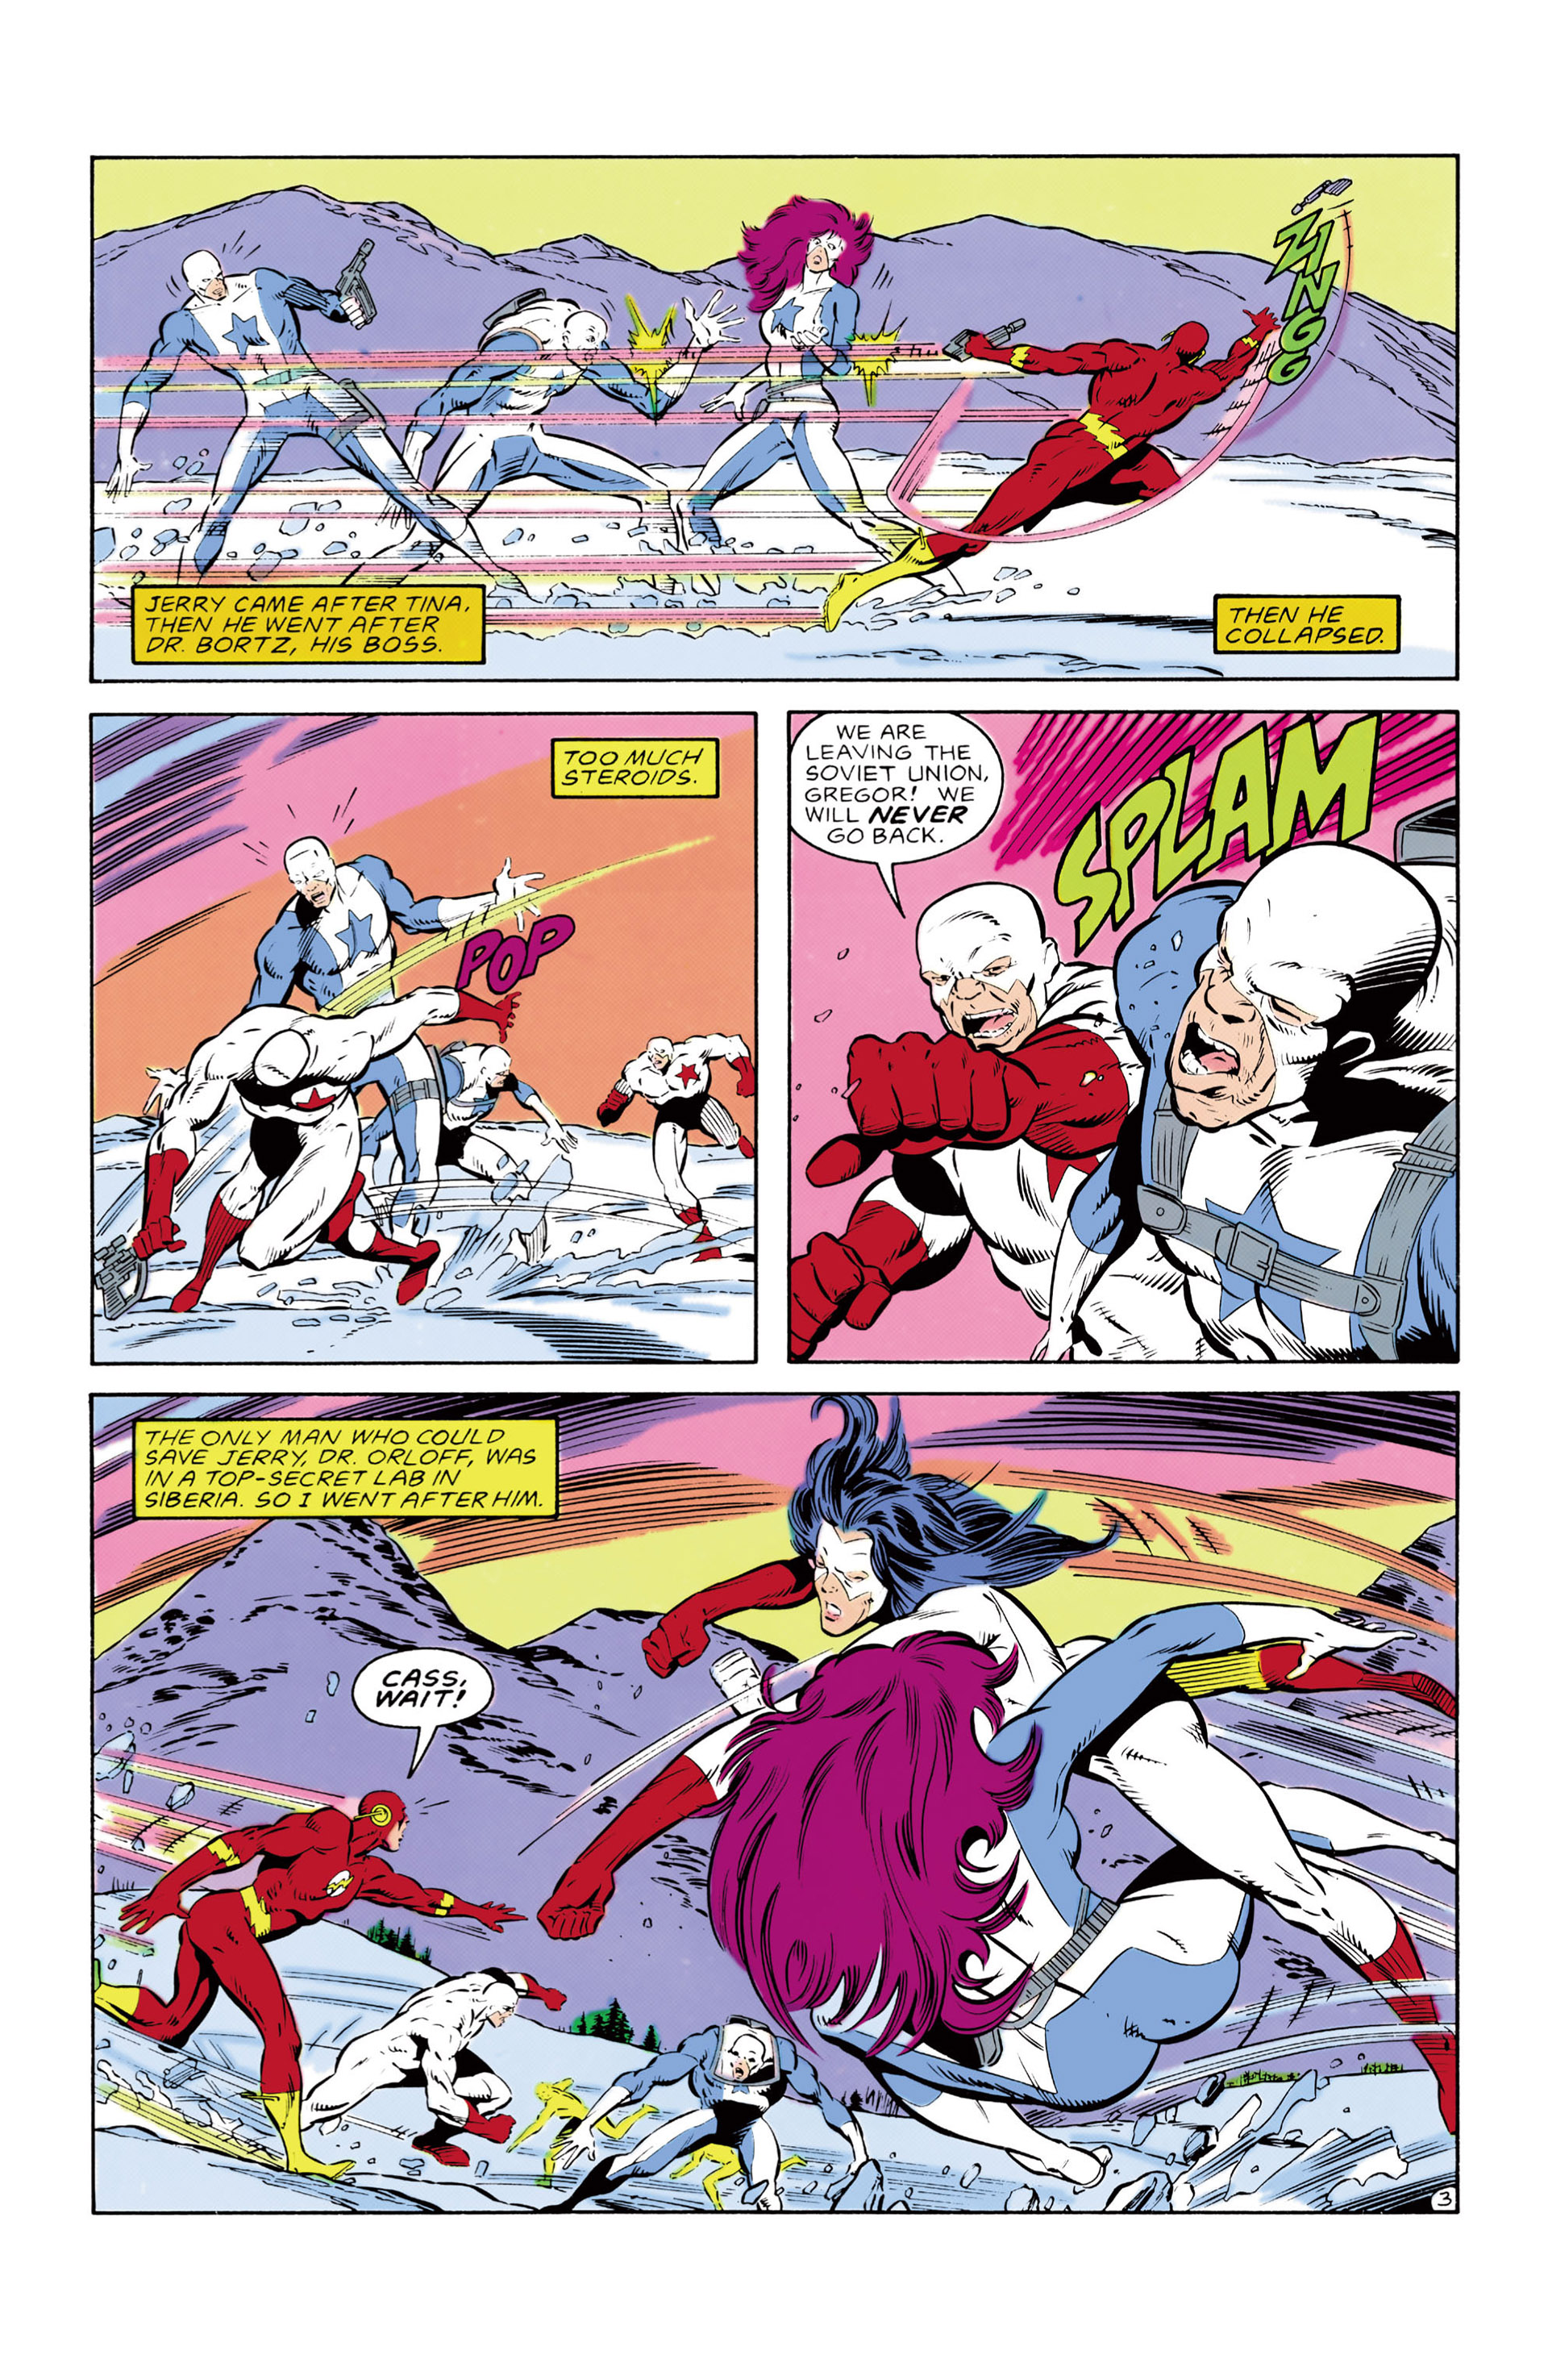 ZINGG
JERRY CAME AFTER TINA,
THEN HE WENT AFTER
DR. BORTZ, HIS BOSS.
THEN HE
COLLAPSED.
TOO MUCH
STEROIDS.
POP
WE ARE
LEAVING THE
SOVIET UNION,
GREGOR! WE
WILL NEVER
GO BACK.
SPLAM
THE ONLY MAN WHO COULD
SAVE JERRY, DR. ORLOFF, WAS
IN A TOP-SECRET LAB IN
SIBERIA. SO I WENT AFTER HIM.
CASS,
WAIT!
3